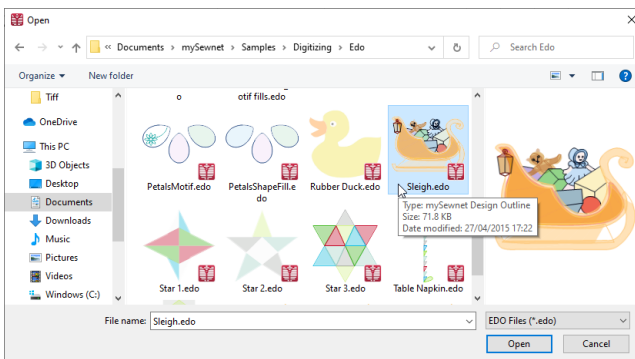 Open
« Documents › mySewnet › Samples › Digitizing › Edo
Search Edo
Organize
New folder
Tiff
OneDrive
This PC
3D Objects
Desktop
Documents
Downloads
Music
Pictures
Videos
Windows (C:)
o
otif fills.edo
PetalsMotif.edo
PetalsShapeFill.e
do
Rubber Duck.edo
Sleigh.edo
Type: mySewnet Design Outline
Size: 71.8 KB
Date modified: 27/04/2015 17:22
Star 1.edo
Star 2.edo
Star 3.edo
Table Napkin.edo
File name:
Sleigh.edo
EDO Files (*.edo)
Open
Cancel